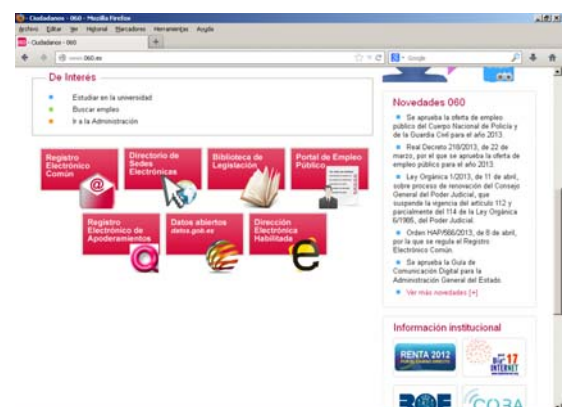 Ciudadanos - 060 - Mozilla Firefox
Archivo Editar Ver Historial Marcadores Herramientas Ayuda
Ciudadanos - 060
www.060.es
Google
De Interés
Estudiar en la universidad
Buscar empleo
Ir a la Administración
Registro
Electrónico
Común
Directorio de
Sedes
Electrónicas
Biblioteca de
Legislación
Portal de Empleo
Público
Registro
Electrónico de
Apoderamientos
Datos abiertos
datos.gob.es
Dirección
Electrónica
Habilitada
Novedades 060
Se aprueba la oferta de empleo
público del Cuerpo Nacional de Policía y
de la Guardia Civil para el año 2013.
Real Decreto 218/2013, de 22 de
marzo, por el que se aprueba la oferta de
empleo público para el año 2013.
Ley Orgánica 1/2013, de 11 de abril,
sobre proceso de renovación del Consejo
General del Poder Judicial, que
suspende la vigencia del artículo 112 y
parcialmente del 114 de la Ley Orgánica
6/1985, del Poder Judicial.
Orden HAP/566/2013, de 8 de abril,
por la que se regula el Registro
Electrónico Común.
Se aprueba la Guía de
Comunicación Digital para la
Administración General del Estado.
Ver más novedades [+]
Información institucional
RENTA 2012
17
INTERNET
BOE